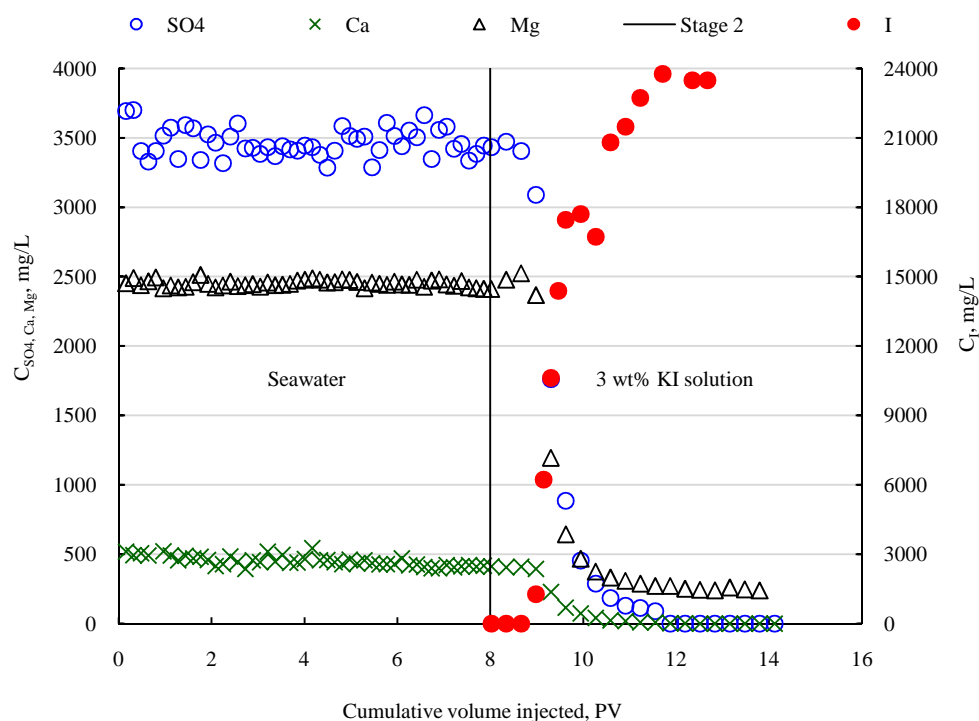 SO4 Ca Mg Stage 2 I
4000 24000
3500 21000
3000 18000
2500 15000
2000 12000
1500 9000
1000 6000
500 3000
0 0
C_SO4, Ca, Mg, mg/L
C_I, mg/L
Seawater 3 wt% KI solution
0 2 4 6 8 10 12 14 16
Cumulative volume injected, PV